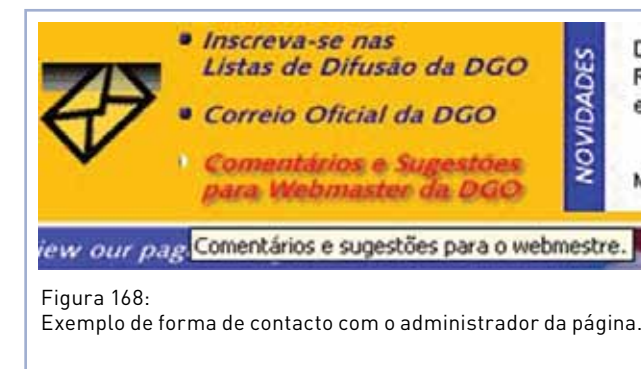 Inscreva-se nas
Listas de Difusão da DGO
Correio Oficial da DGO
Comentários e Sugestões
para Webmaster da DGO
NOVIDADES
iew our pag
Comentários e sugestões para o webmestre.
Figura 168:
Exemplo de forma de contacto com o administrador da página.